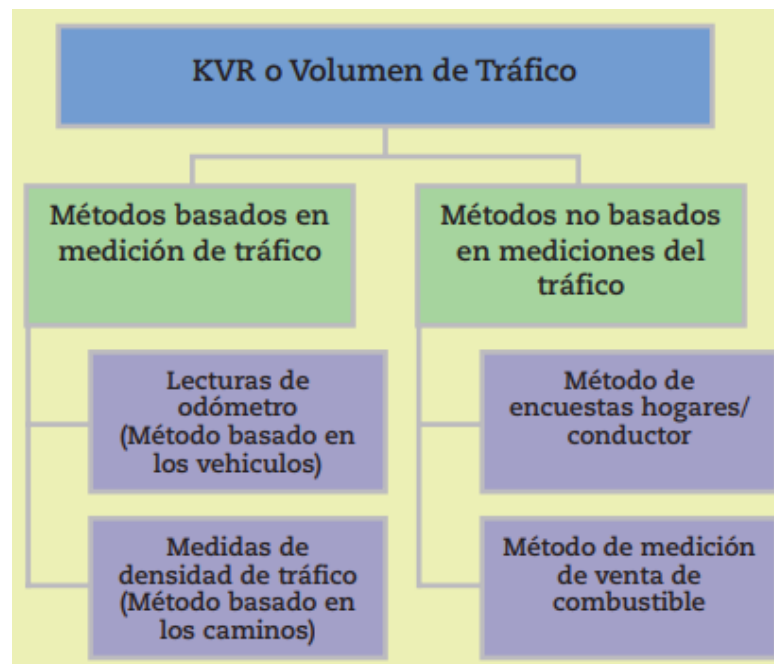 KVR o Volumen de Tráfico
Métodos basados en
medición de tráfico
Métodos no basados
en mediciones del
tráfico
Lecturas de
odómetro
(Método basado en
los vehiculos)
Método de
encuestas hogares/
conductor
Medidas de
densidad de tráfico
(Método basado en
los caminos)
Método de medición
de venta de
combustible